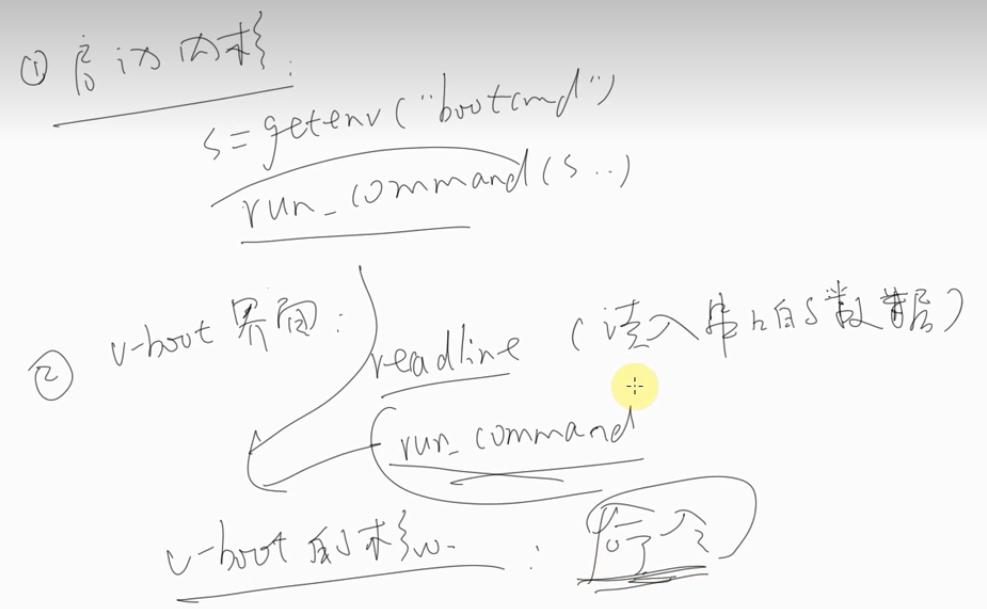 ① 启动内核:
s=getenv("bootcmd")
run_command(s..)
② u-boot 界面:
readline (读入串口的数据)
run_command
u-boot 的核心: 命令